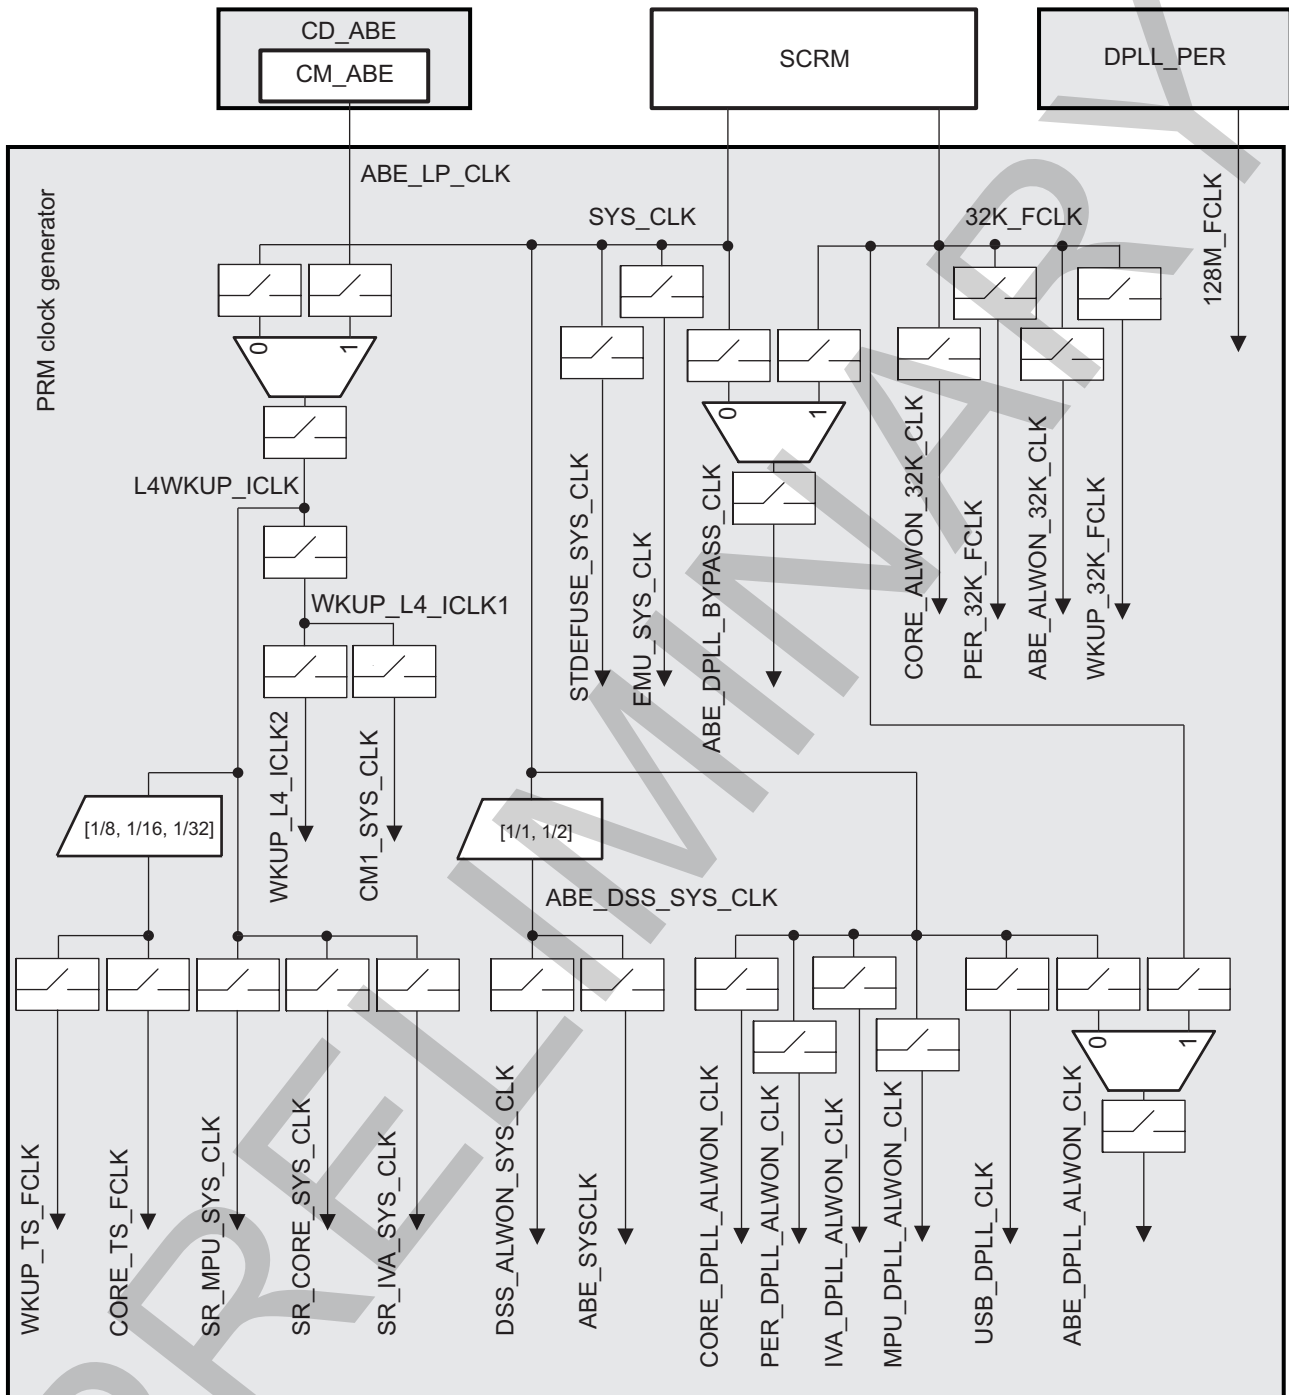 CD_ABE
CM_ABE
SCRM
DPLL_PER
PRM clock generator
ABE_LP_CLK
SYS_CLK
32K_FCLK
128M_FCLK
0
1
0
1
L4WKUP_ICLK
WKUP_L4_ICLK1
STDEFUSE_SYS_CLK
EMU_SYS_CLK
ABE_DPLL_BYPASS_CLK
CORE_ALWON_32K_CLK
PER_32K_FCLK
ABE_ALWON_32K_CLK
WKUP_32K_FCLK
WKUP_L4_ICLK2
CM1_SYS_CLK
[1/8, 1/16, 1/32]
[1/1, 1/2]
ABE_DSS_SYS_CLK
0
1
WKUP_TS_FCLK
CORE_TS_FCLK
SR_MPU_SYS_CLK
SR_CORE_SYS_CLK
SR_IVA_SYS_CLK
DSS_ALWON_SYS_CLK
ABE_SYSCLK
CORE_DPLL_ALWON_CLK
PER_DPLL_ALWON_CLK
IVA_DPLL_ALWON_CLK
MPU_DPLL_ALWON_CLK
USB_DPLL_CLK
ABE_DPLL_ALWON_CLK
PRELIMINARY